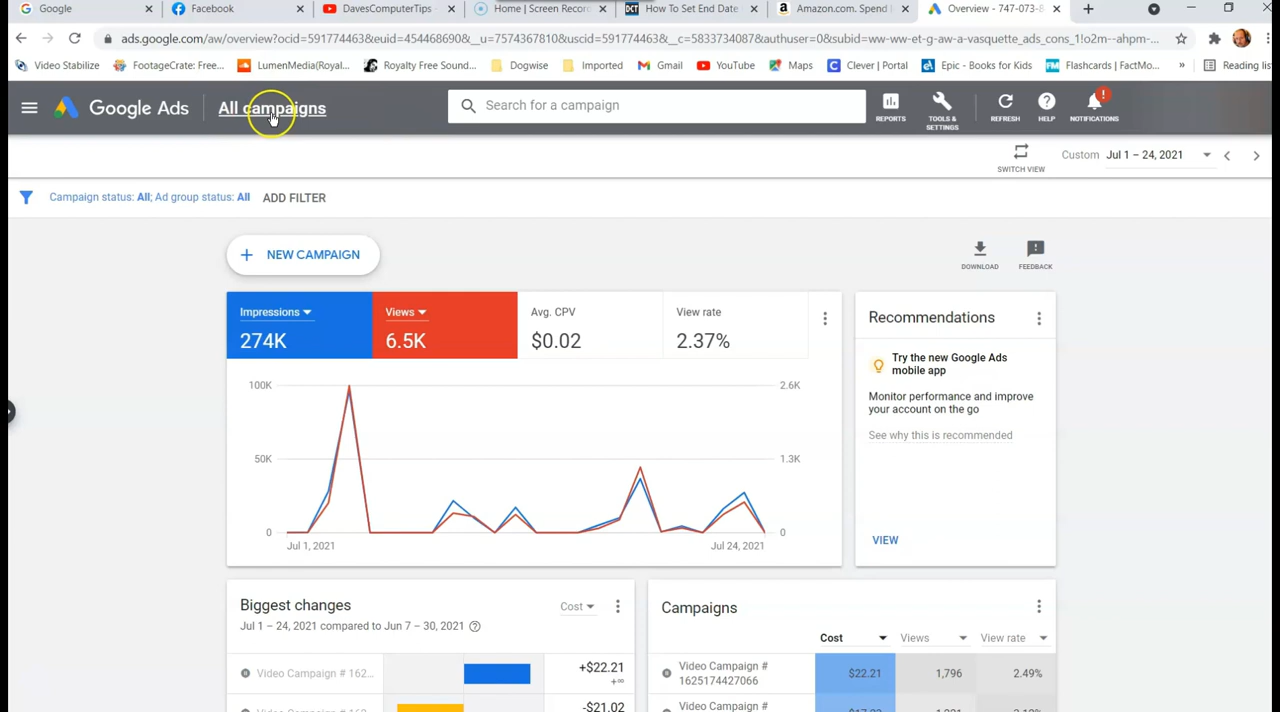 Google
Facebook
DavesComputerTips
Home | Screen Record
DCT
How To Set End Date
Amazon.com. Spend
Overview - 747-073-8
ads.google.com/aw/overview?ocid=591774463&euid=454468690&__u=7574367810&uscid=591774463&__c=5833734087&authuser=0&subid=ww-ww-et-g-aw-a-vasquette_ads_cons_1!o2m--ahpm-...
Video Stabilize
FootageCrate: Free...
LumenMedia(Royal...
Royalty Free Sound...
Dogwise
Imported
Gmail
YouTube
Maps
Clever | Portal
Epic - Books for Kids
Flashcards | FactMo...
»
Reading list
Google Ads
All campaigns
Search for a campaign
REPORTS
TOOLS &
SETTINGS
REFRESH
HELP
NOTIFICATIONS
SWITCH VIEW
Custom Jul 1 – 24, 2021
Campaign status: All; Ad group status: All
ADD FILTER
+ NEW CAMPAIGN
DOWNLOAD
FEEDBACK
Impressions
274K
Views
6.5K
Avg. CPV
$0.02
View rate
2.37%
100K
2.6K
50K
1.3K
0
0
Jul 1, 2021
Jul 24, 2021
Recommendations
Try the new Google Ads
mobile app
Monitor performance and improve
your account on the go
See why this is recommended
VIEW
Biggest changes
Cost
Jul 1 – 24, 2021 compared to Jun 7 – 30, 2021
Video Campaign # 162...
+$22.21
+∞
-$21.02
Campaigns
Cost
Views
View rate
Video Campaign #
1625174427066
$22.21
1,796
2.49%
Video Campaign #